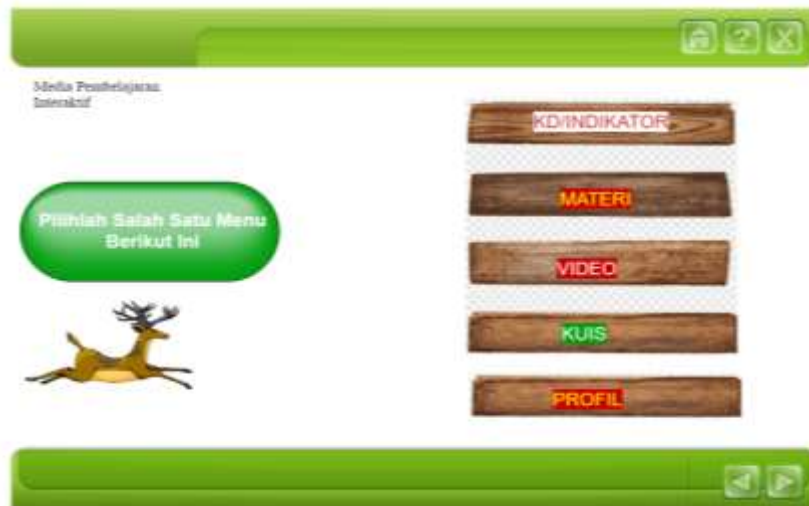 Media Pembelajaran
Interaktif
Pilihlah Salah Satu Menu
Berikut Ini
KD/INDIKATOR
MATERI
VIDEO
KUIS
PROFIL
?
X